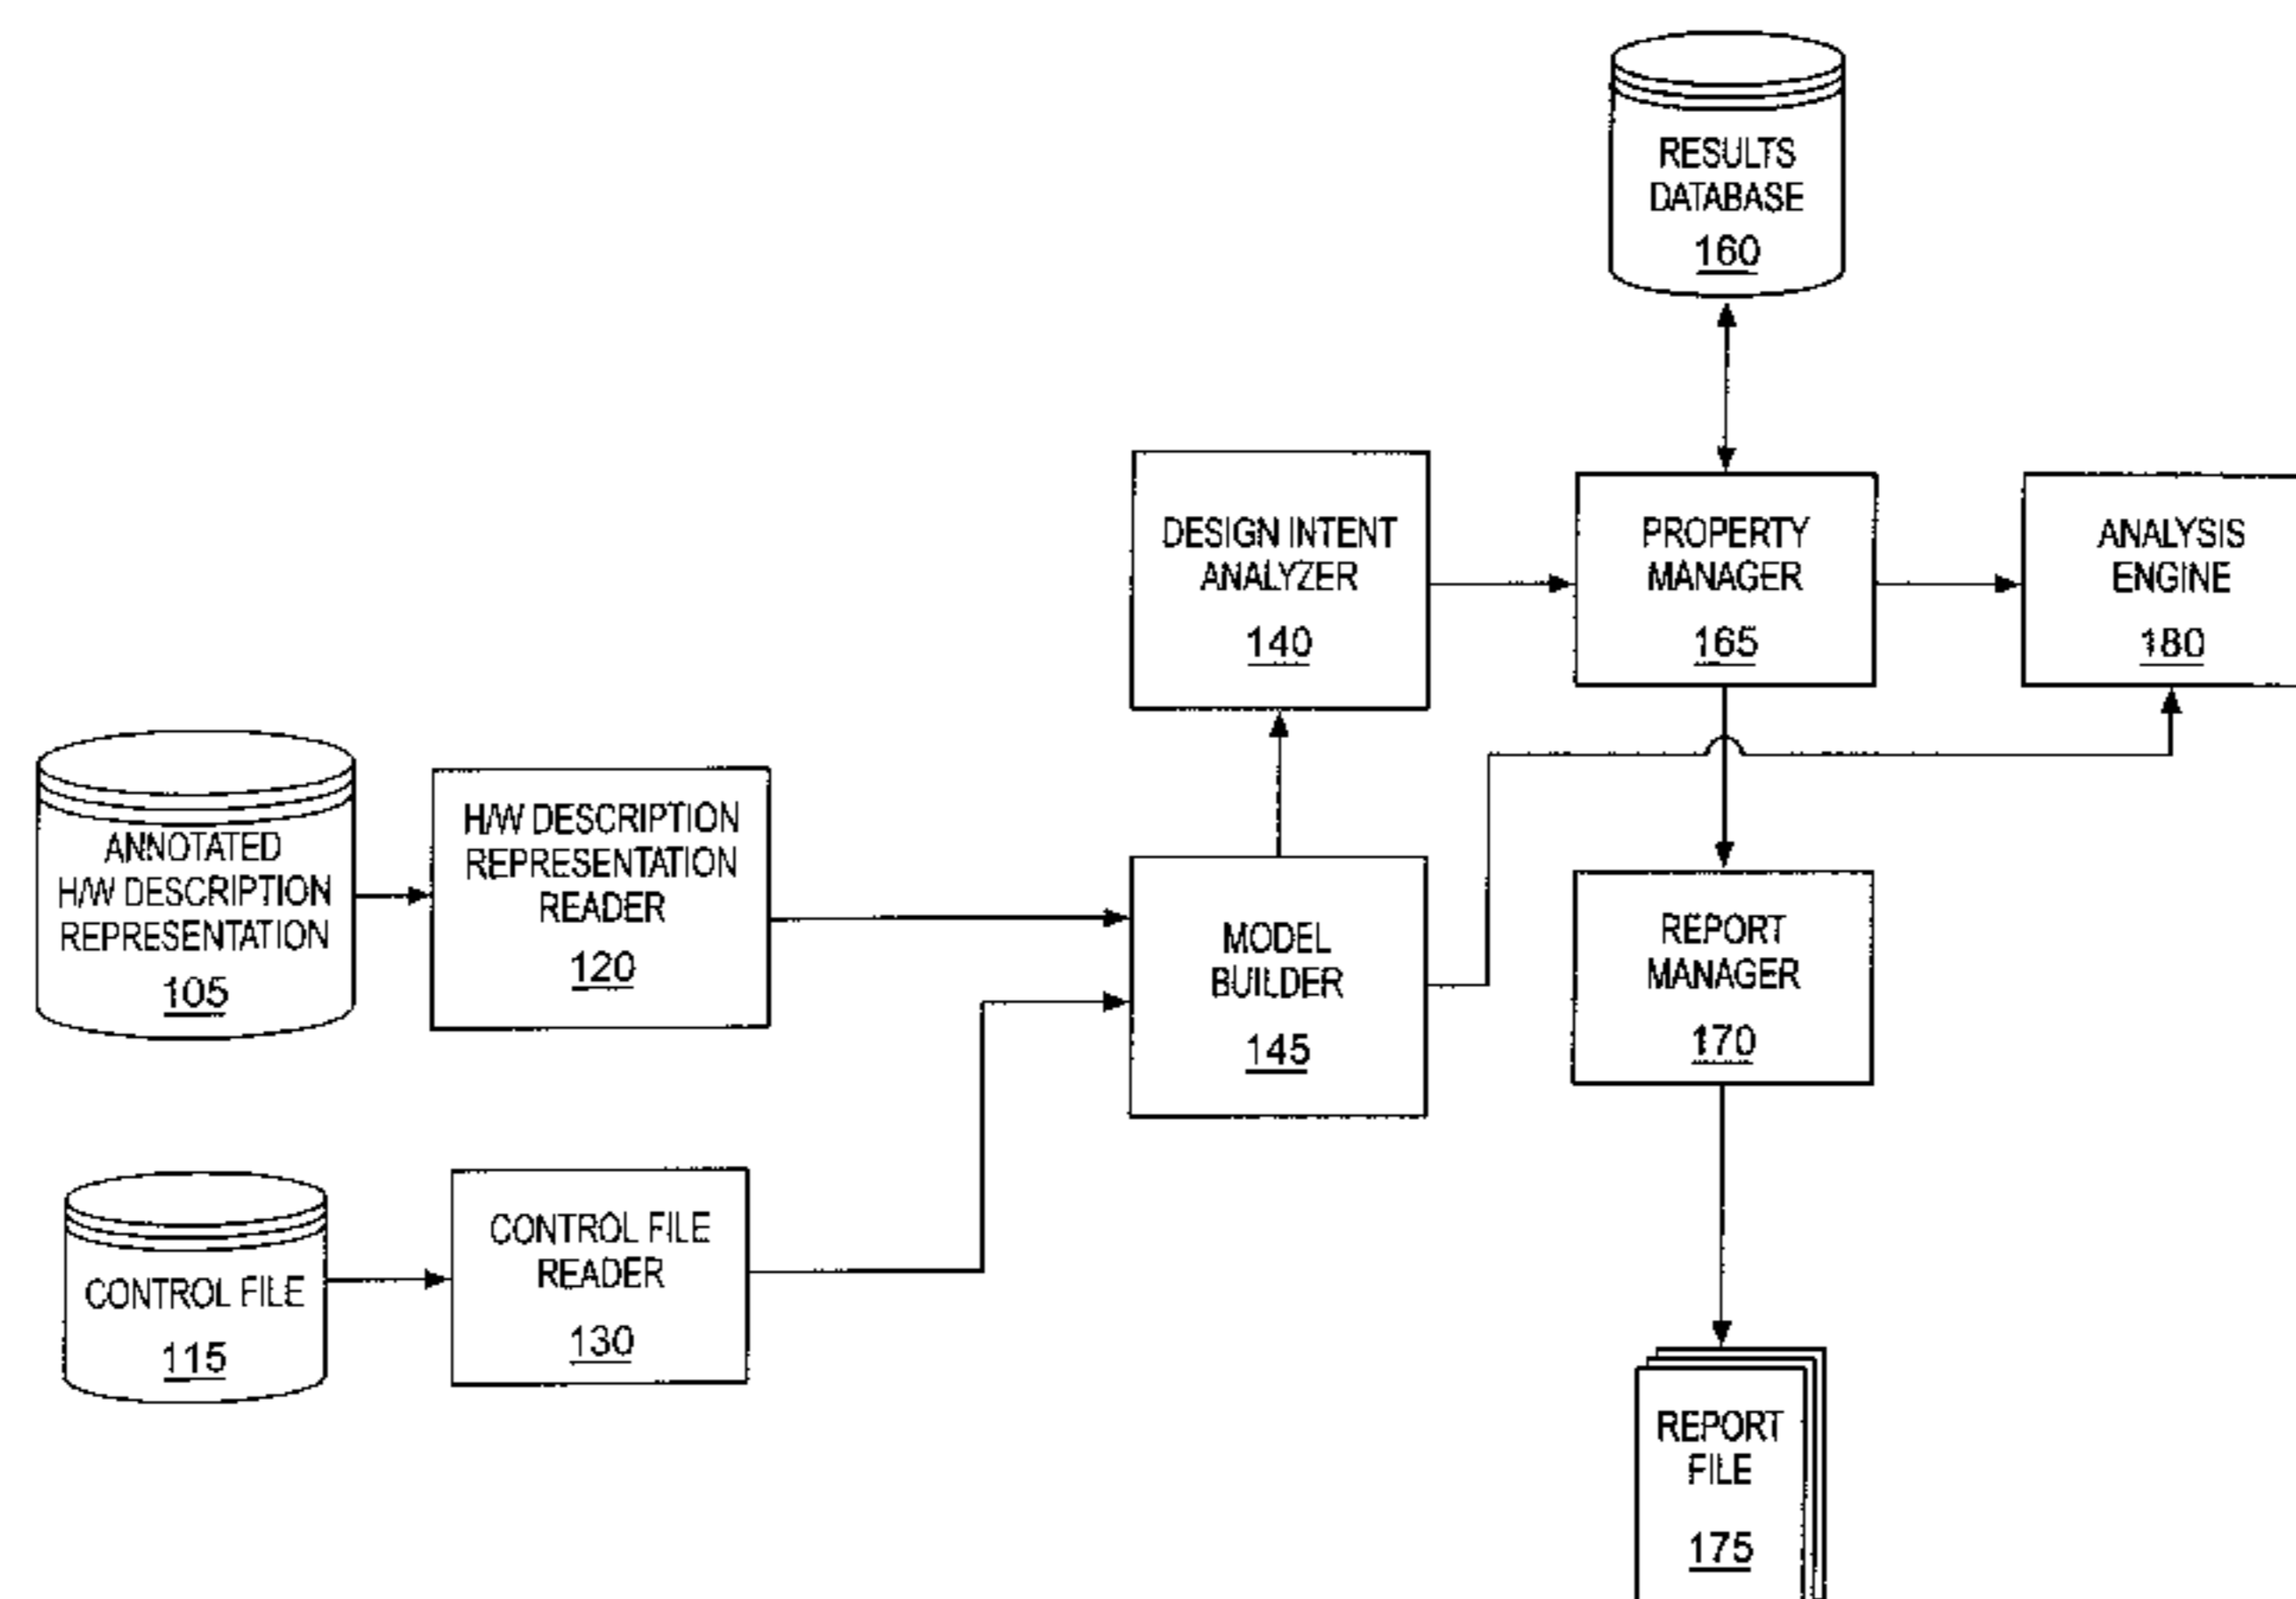 RESULTS
DATABASE
160
DESIGN INTENT
ANALYZER
140
PROPERTY
MANAGER
165
ANALYSIS
ENGINE
180
ANNOTATED
H/W DESCRIPTION
REPRESENTATION
105
H/W DESCRIPTION
REPRESENTATION
READER
120
MODEL
BUILDER
145
REPORT
MANAGER
170
CONTROL FILE
115
CONTROL FILE
READER
130
REPORT
FILE
175